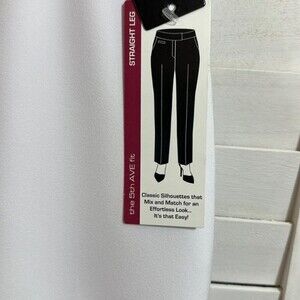 STRAIGHT LEG
the 5th AVE fit
Classic Silhouettes that
Mix and Match for an
Effortless Look...
It's that Easy!